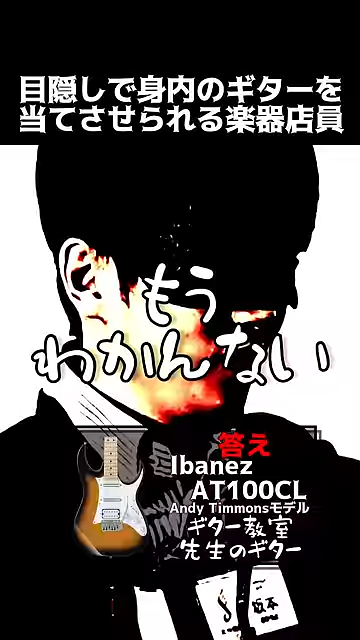 目隠しで身内のギターを
当てさせられる楽器店員
もう
わかんない
答え
Ibanez
AT100CL
Andy Timmonsモデル
ギター教室
先生のギター
坂本